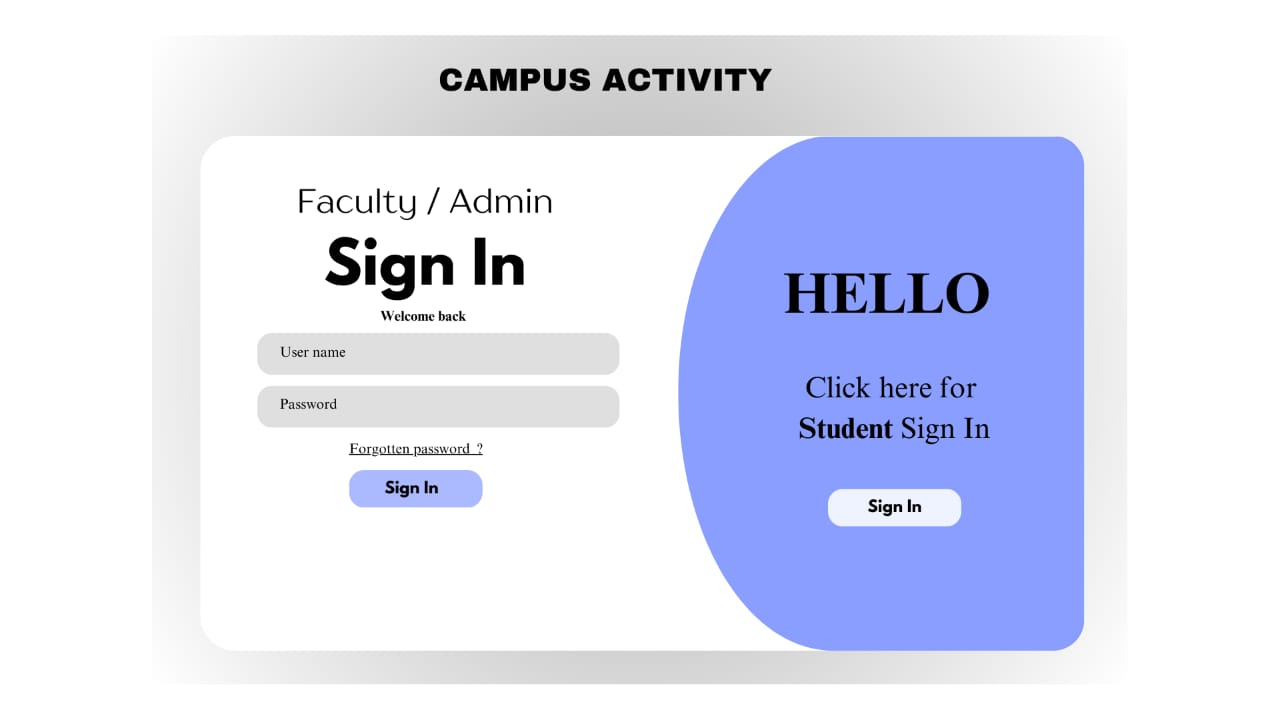 CAMPUS ACTIVITY
Faculty / Admin
Sign In
Welcome back
User name
Password
Forgotten password ?
Sign In
HELLO
Click here for
Student Sign In
Sign In